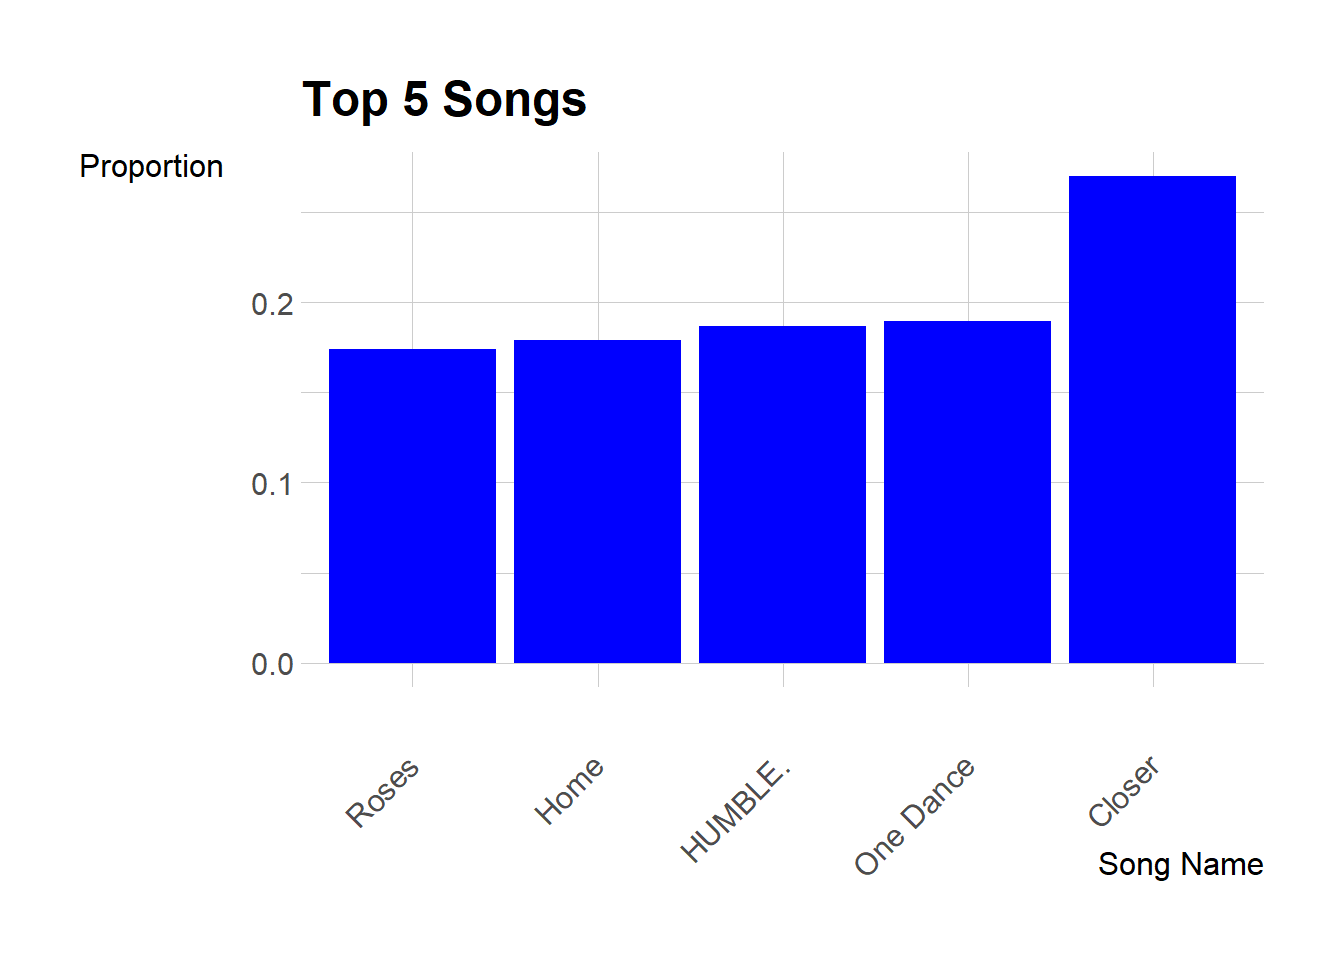 Top 5 Songs
Proportion
0.2
0.1
0.0
Roses
Home
HUMBLE.
One Dance
Closer
Song Name